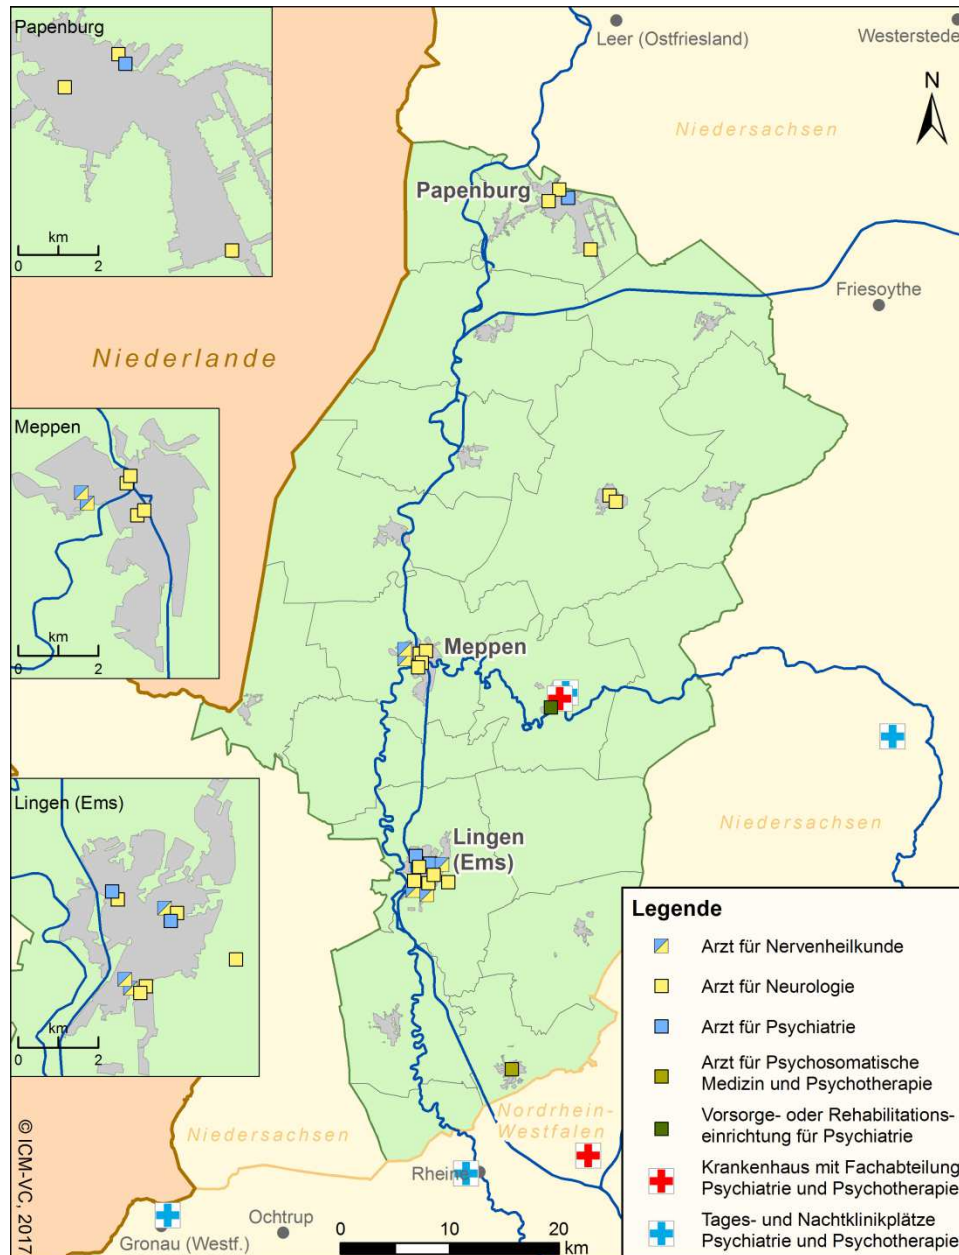 Papenburg
km
0 2
Leer (Ostfriesland)
Westerstede
N
Niedersachsen
Papenburg
Friesoythe
Niederlande
Meppen
km
0 2
Meppen
Niedersachsen
Lingen (Ems)
km
0 2
Lingen
(Ems)
Legende
Arzt für Nervenheilkunde
Arzt für Neurologie
Arzt für Psychiatrie
Arzt für Psychosomatische
Medizin und Psychotherapie
Vorsorge- oder Rehabilitations-
einrichtung für Psychiatrie
Krankenhaus mit Fachabteilung
Psychiatrie und Psychotherapie
Tages- und Nachtklinikplätze
Psychiatrie und Psychotherapie
Nordrhein-
Westfalen
Niedersachsen
Rheine
Ochtrup
Gronau (Westf.)
0 10 20
km
© ICM-VC, 2017